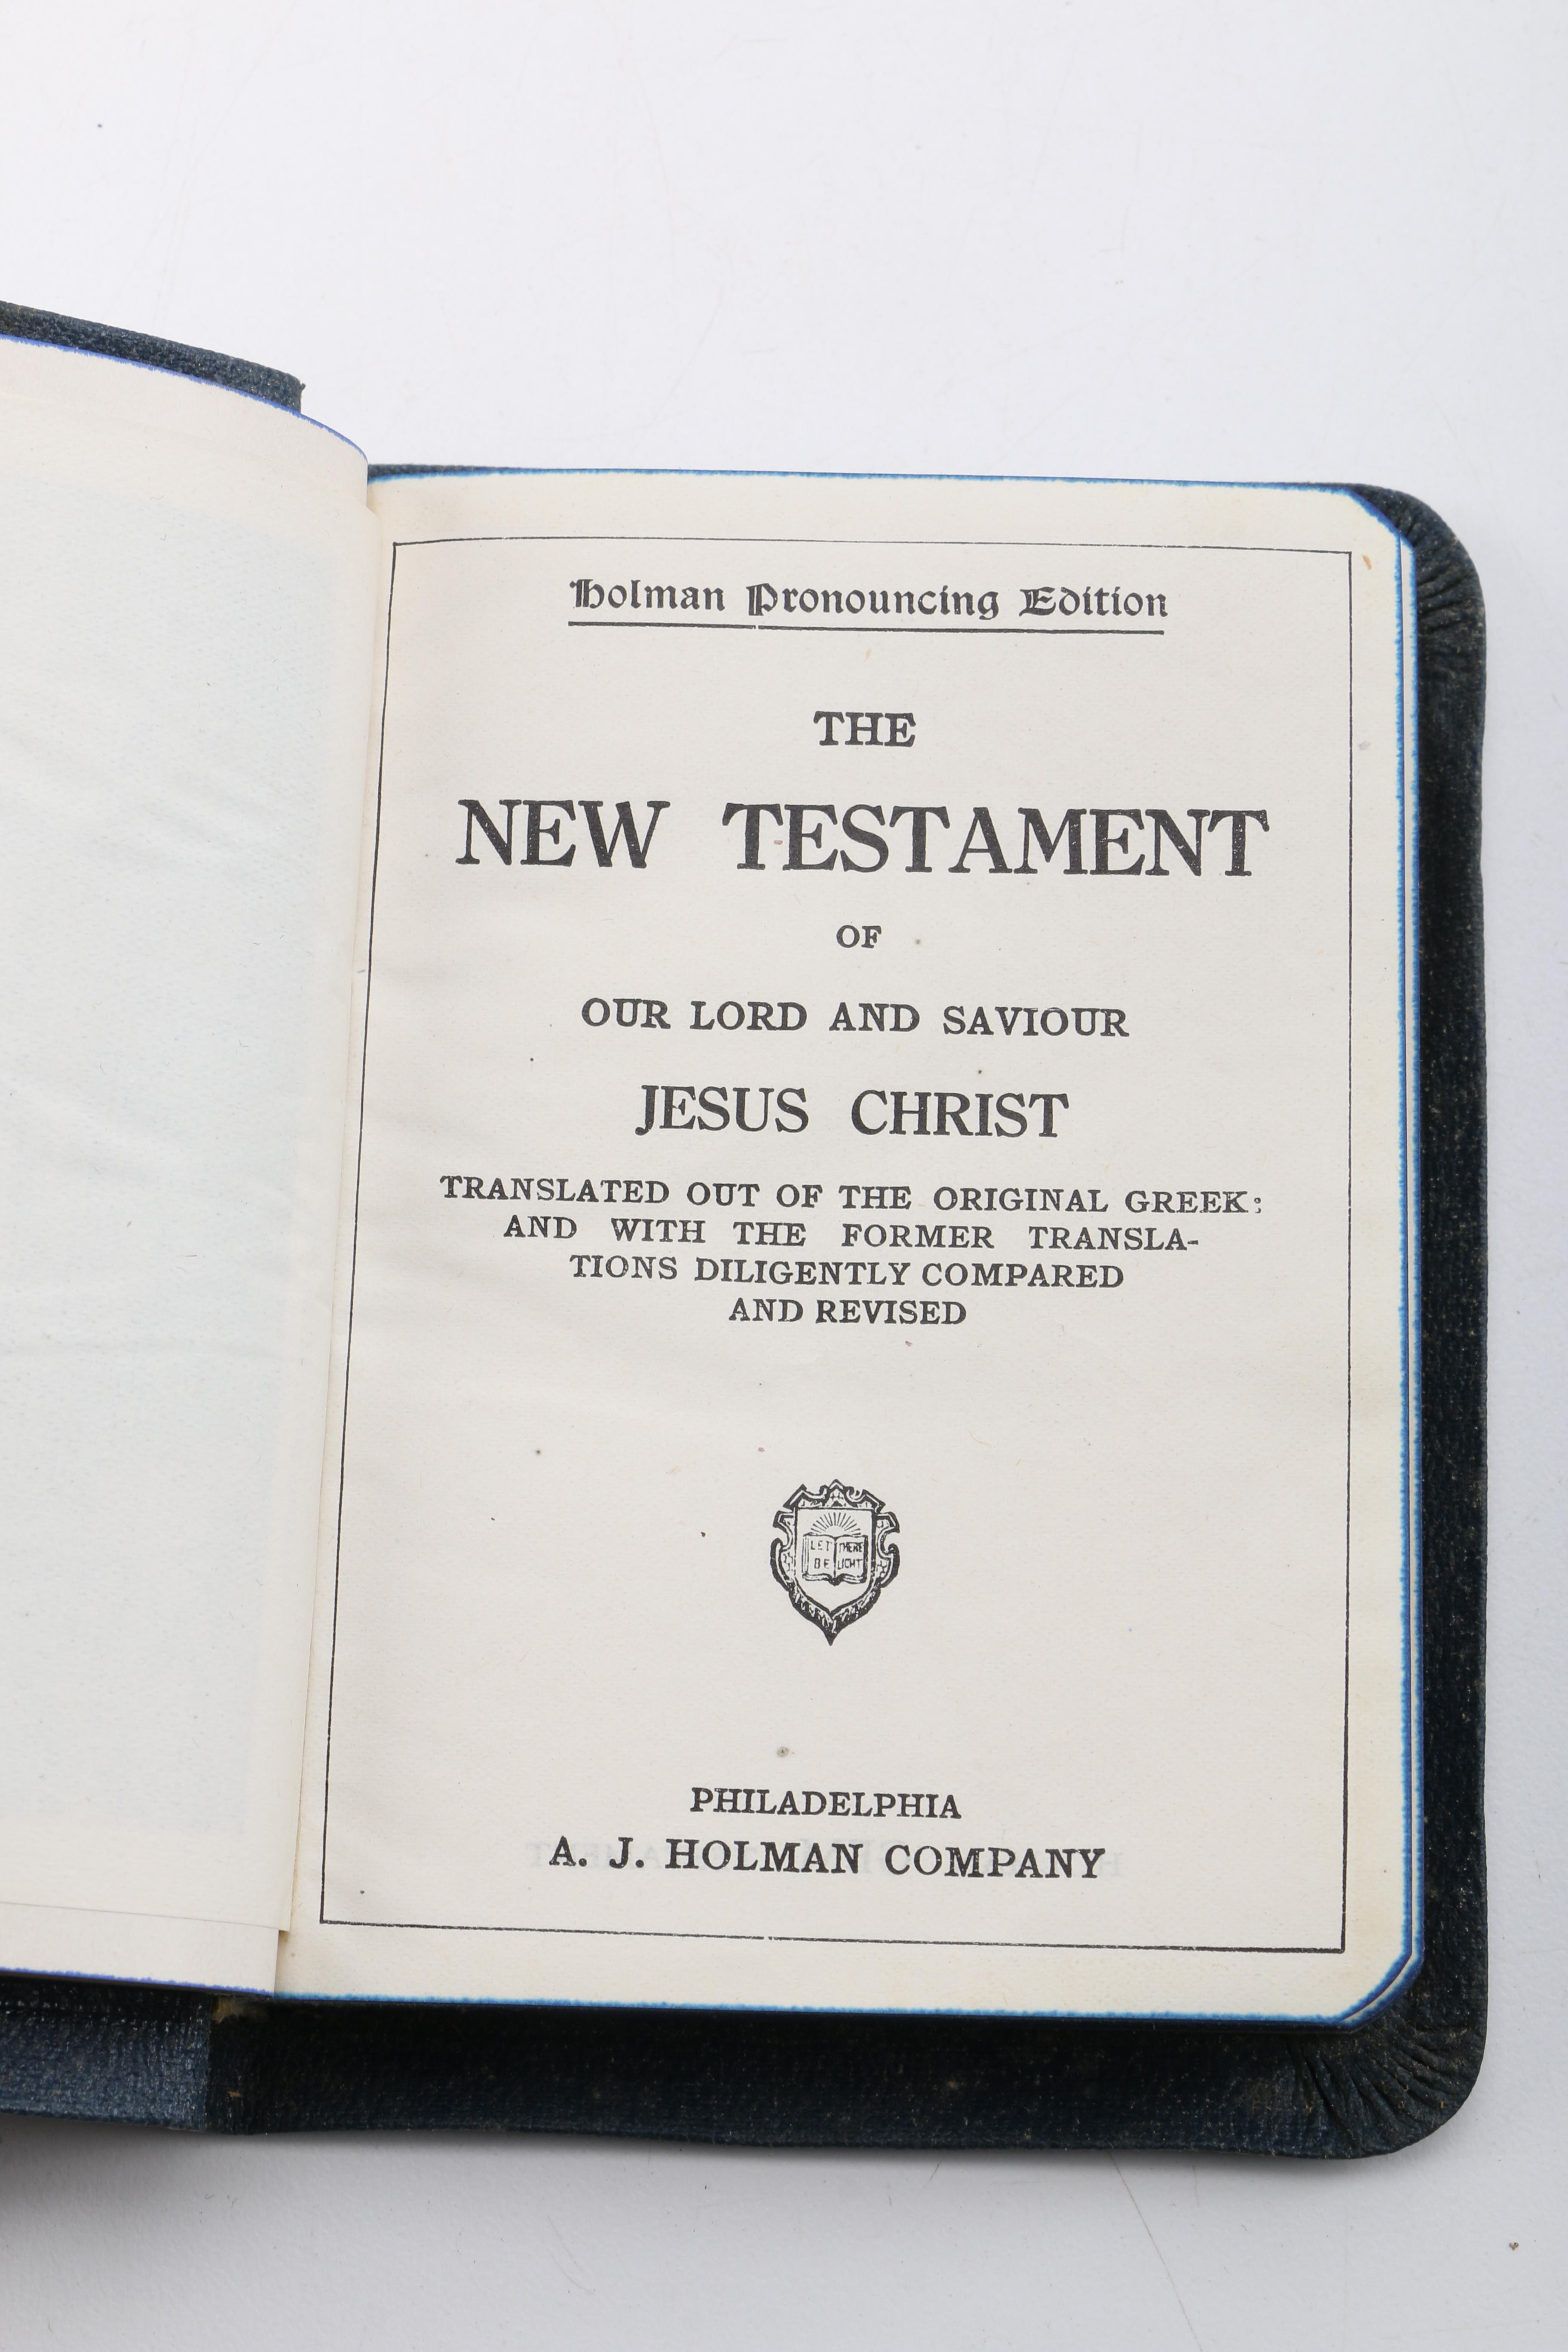 Holman Pronouncing Edition
THE
NEW TESTAMENT
OF
OUR LORD AND SAVIOUR
JESUS CHRIST
TRANSLATED OUT OF THE ORIGINAL GREEK:
AND WITH THE FORMER TRANSLA-
TIONS DILIGENTLY COMPARED
AND REVISED
LET THERE
BE LIGHT
PHILADELPHIA
A. J. HOLMAN COMPANY